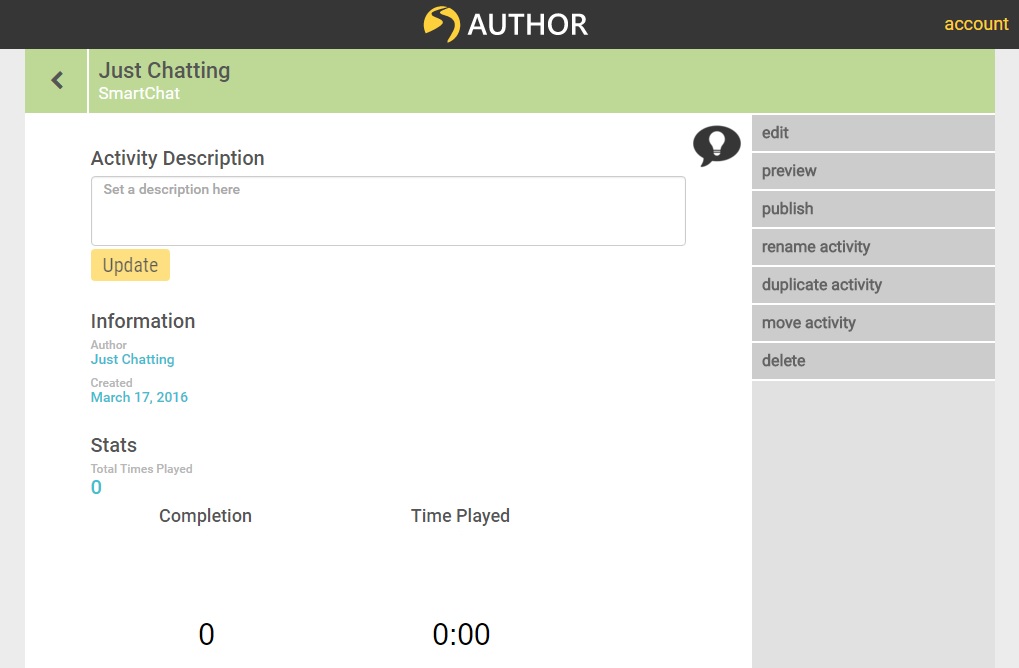 AUTHOR
account
Just Chatting
SmartChat
Activity Description
Set a description here
Update
Information
Author
Just Chatting
Created
March 17, 2016
Stats
Total Times Played
0
Completion
Time Played
0
0:00
edit
preview
publish
rename activity
duplicate activity
move activity
delete